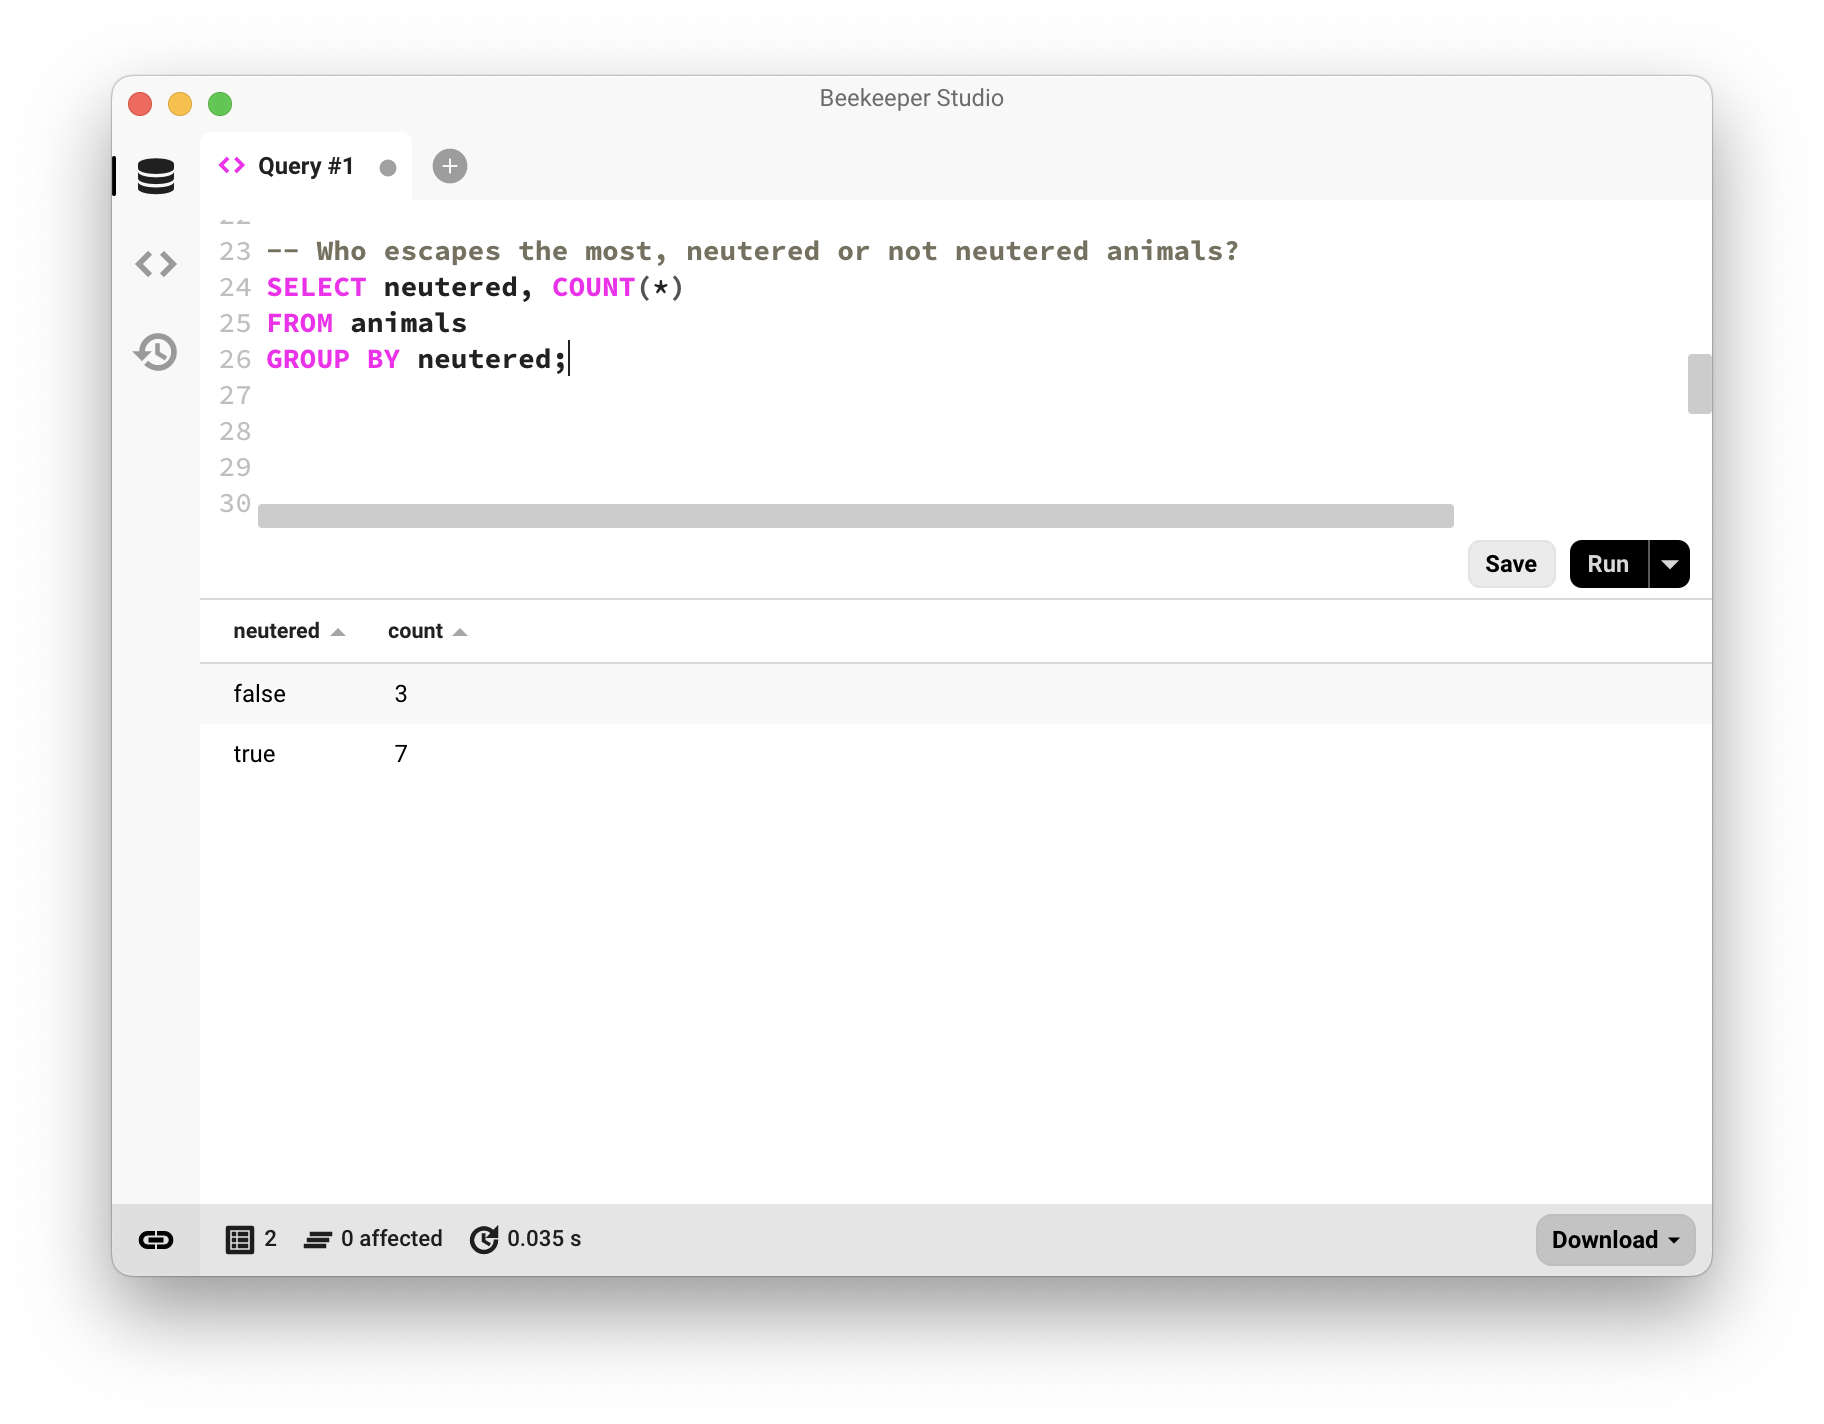 Beekeeper Studio
Query #1
23 -- Who escapes the most, neutered or not neutered animals?
24 SELECT neutered, COUNT(*)
25 FROM animals
26 GROUP BY neutered;
27
28
29
30
Save Run
neutered count
false 3
true 7
2 0 affected 0.035 s Download